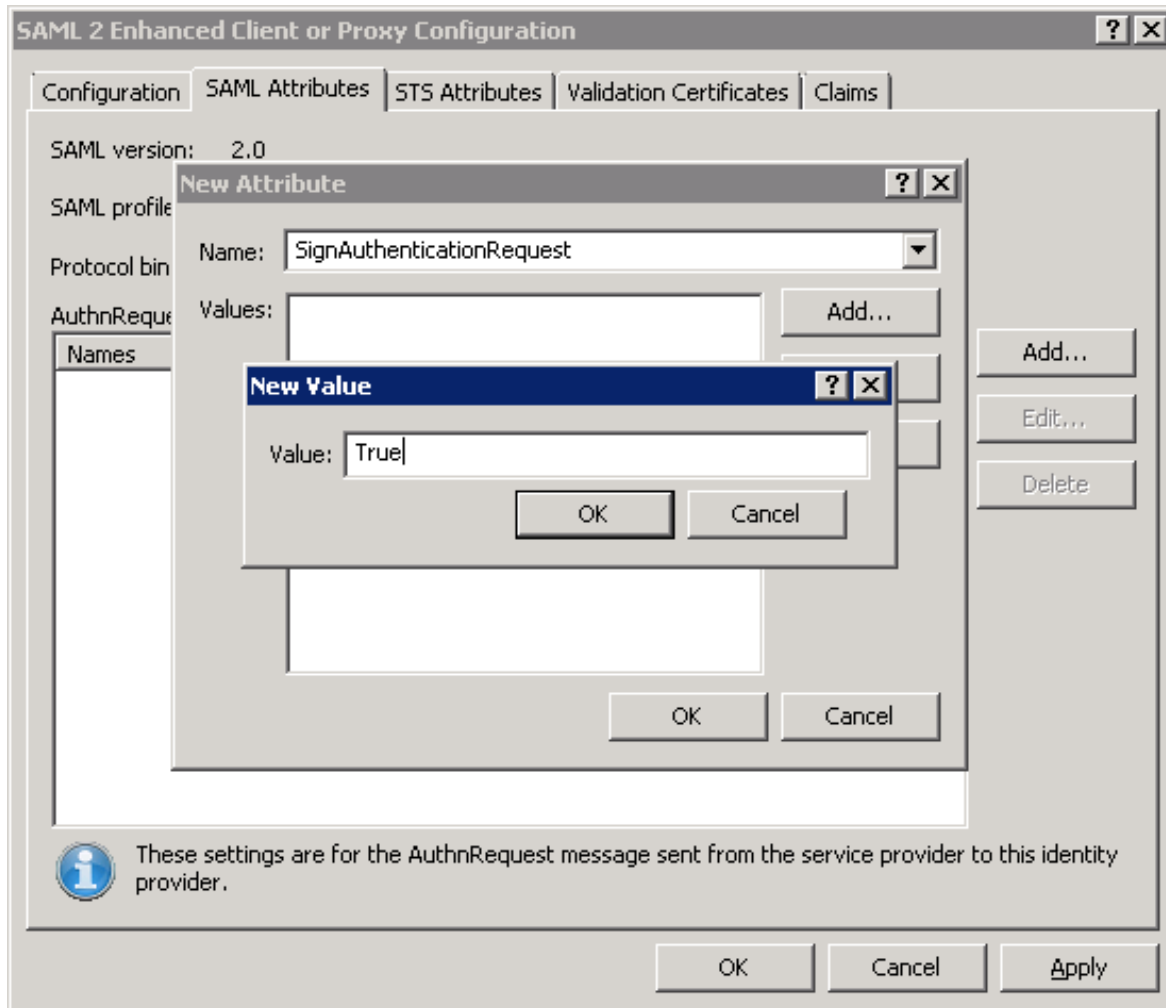 SAML 2 Enhanced Client or Proxy Configuration
? X
Configuration SAML Attributes STS Attributes Validation Certificates Claims
SAML version: 2.0
New Attribute
? X
SAML profile
Name: SignAuthenticationRequest
Protocol bin
Values:
Add...
AuthnReque
Names
Add...
New Value
? X
Edit...
Value: True
Delete
OK Cancel
OK Cancel
These settings are for the AuthnRequest message sent from the service provider to this identity
provider.
OK Cancel Apply